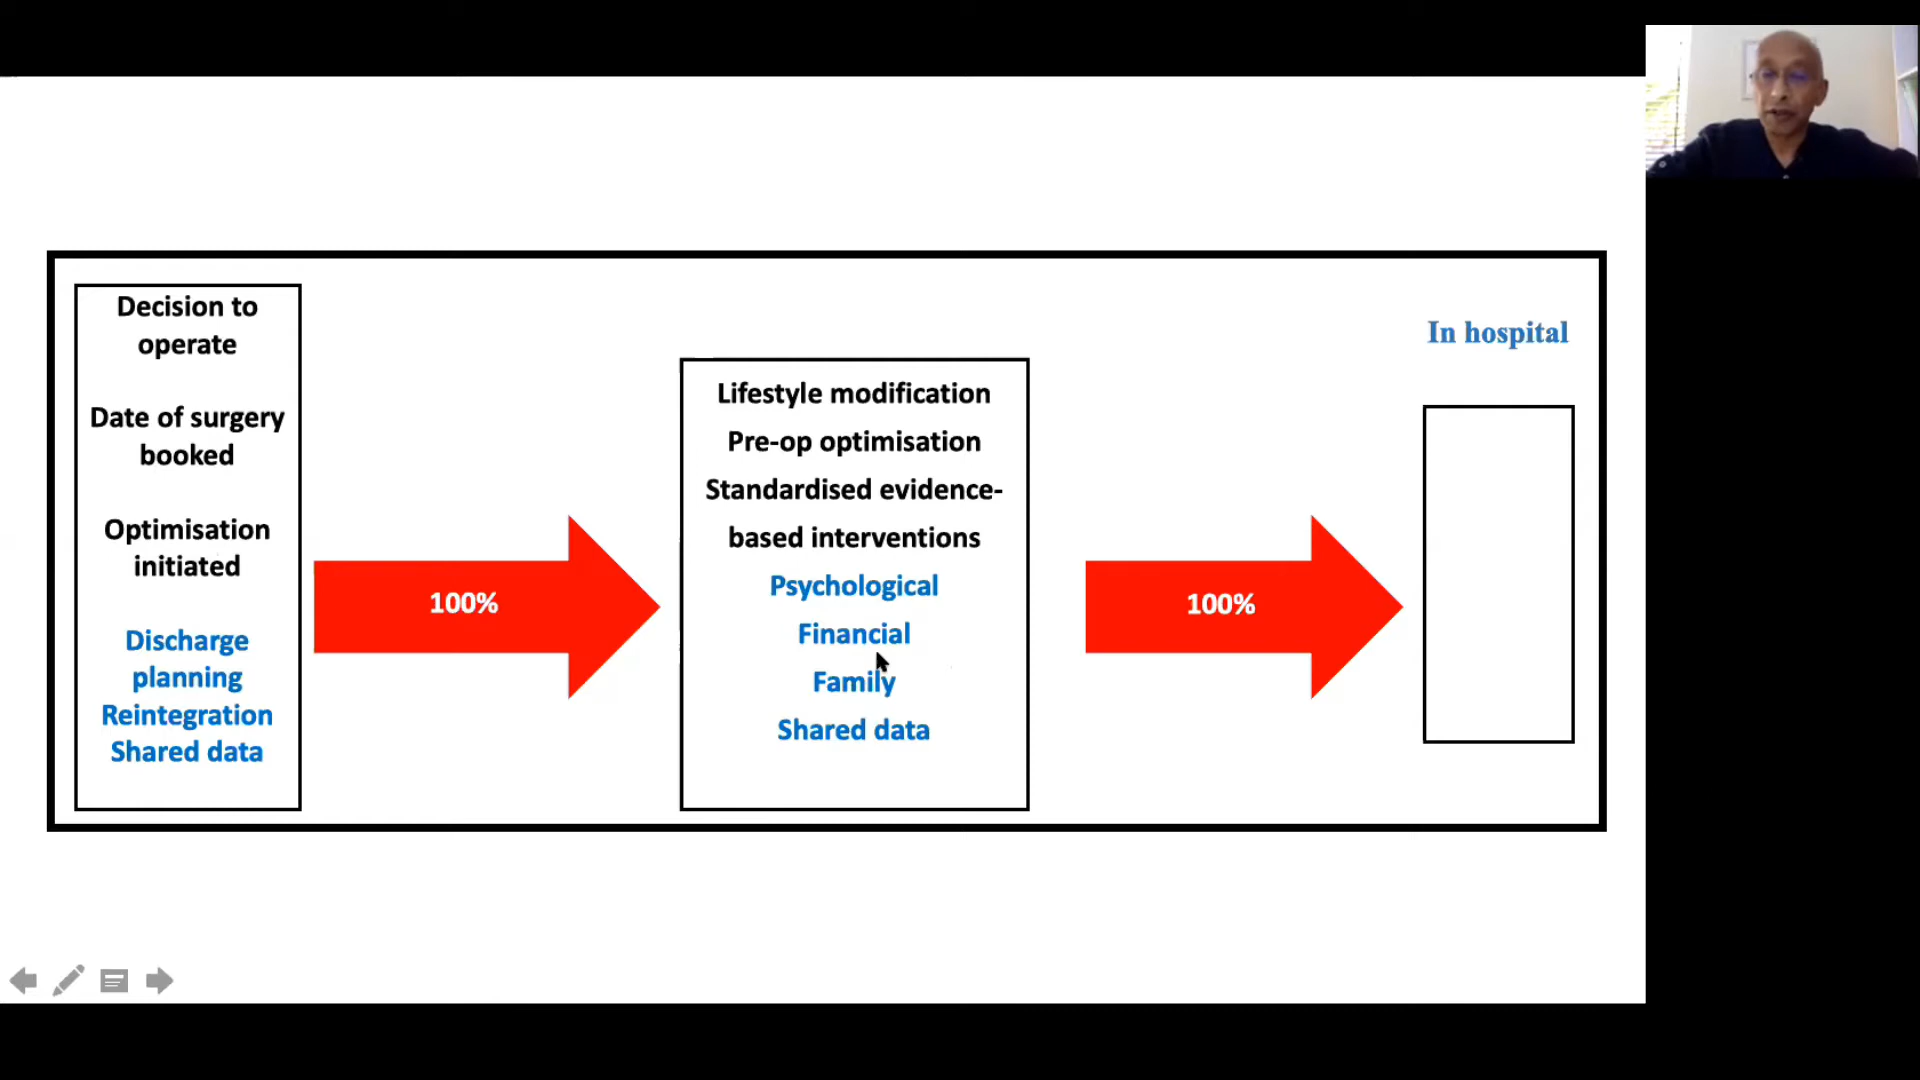 Decision to
operate
Date of surgery
booked
Optimisation
initiated
Discharge
planning
Reintegration
Shared data
100%
Lifestyle modification
Pre-op optimisation
Standardised evidence-
based interventions
Psychological
Financial
Family
Shared data
100%
In hospital